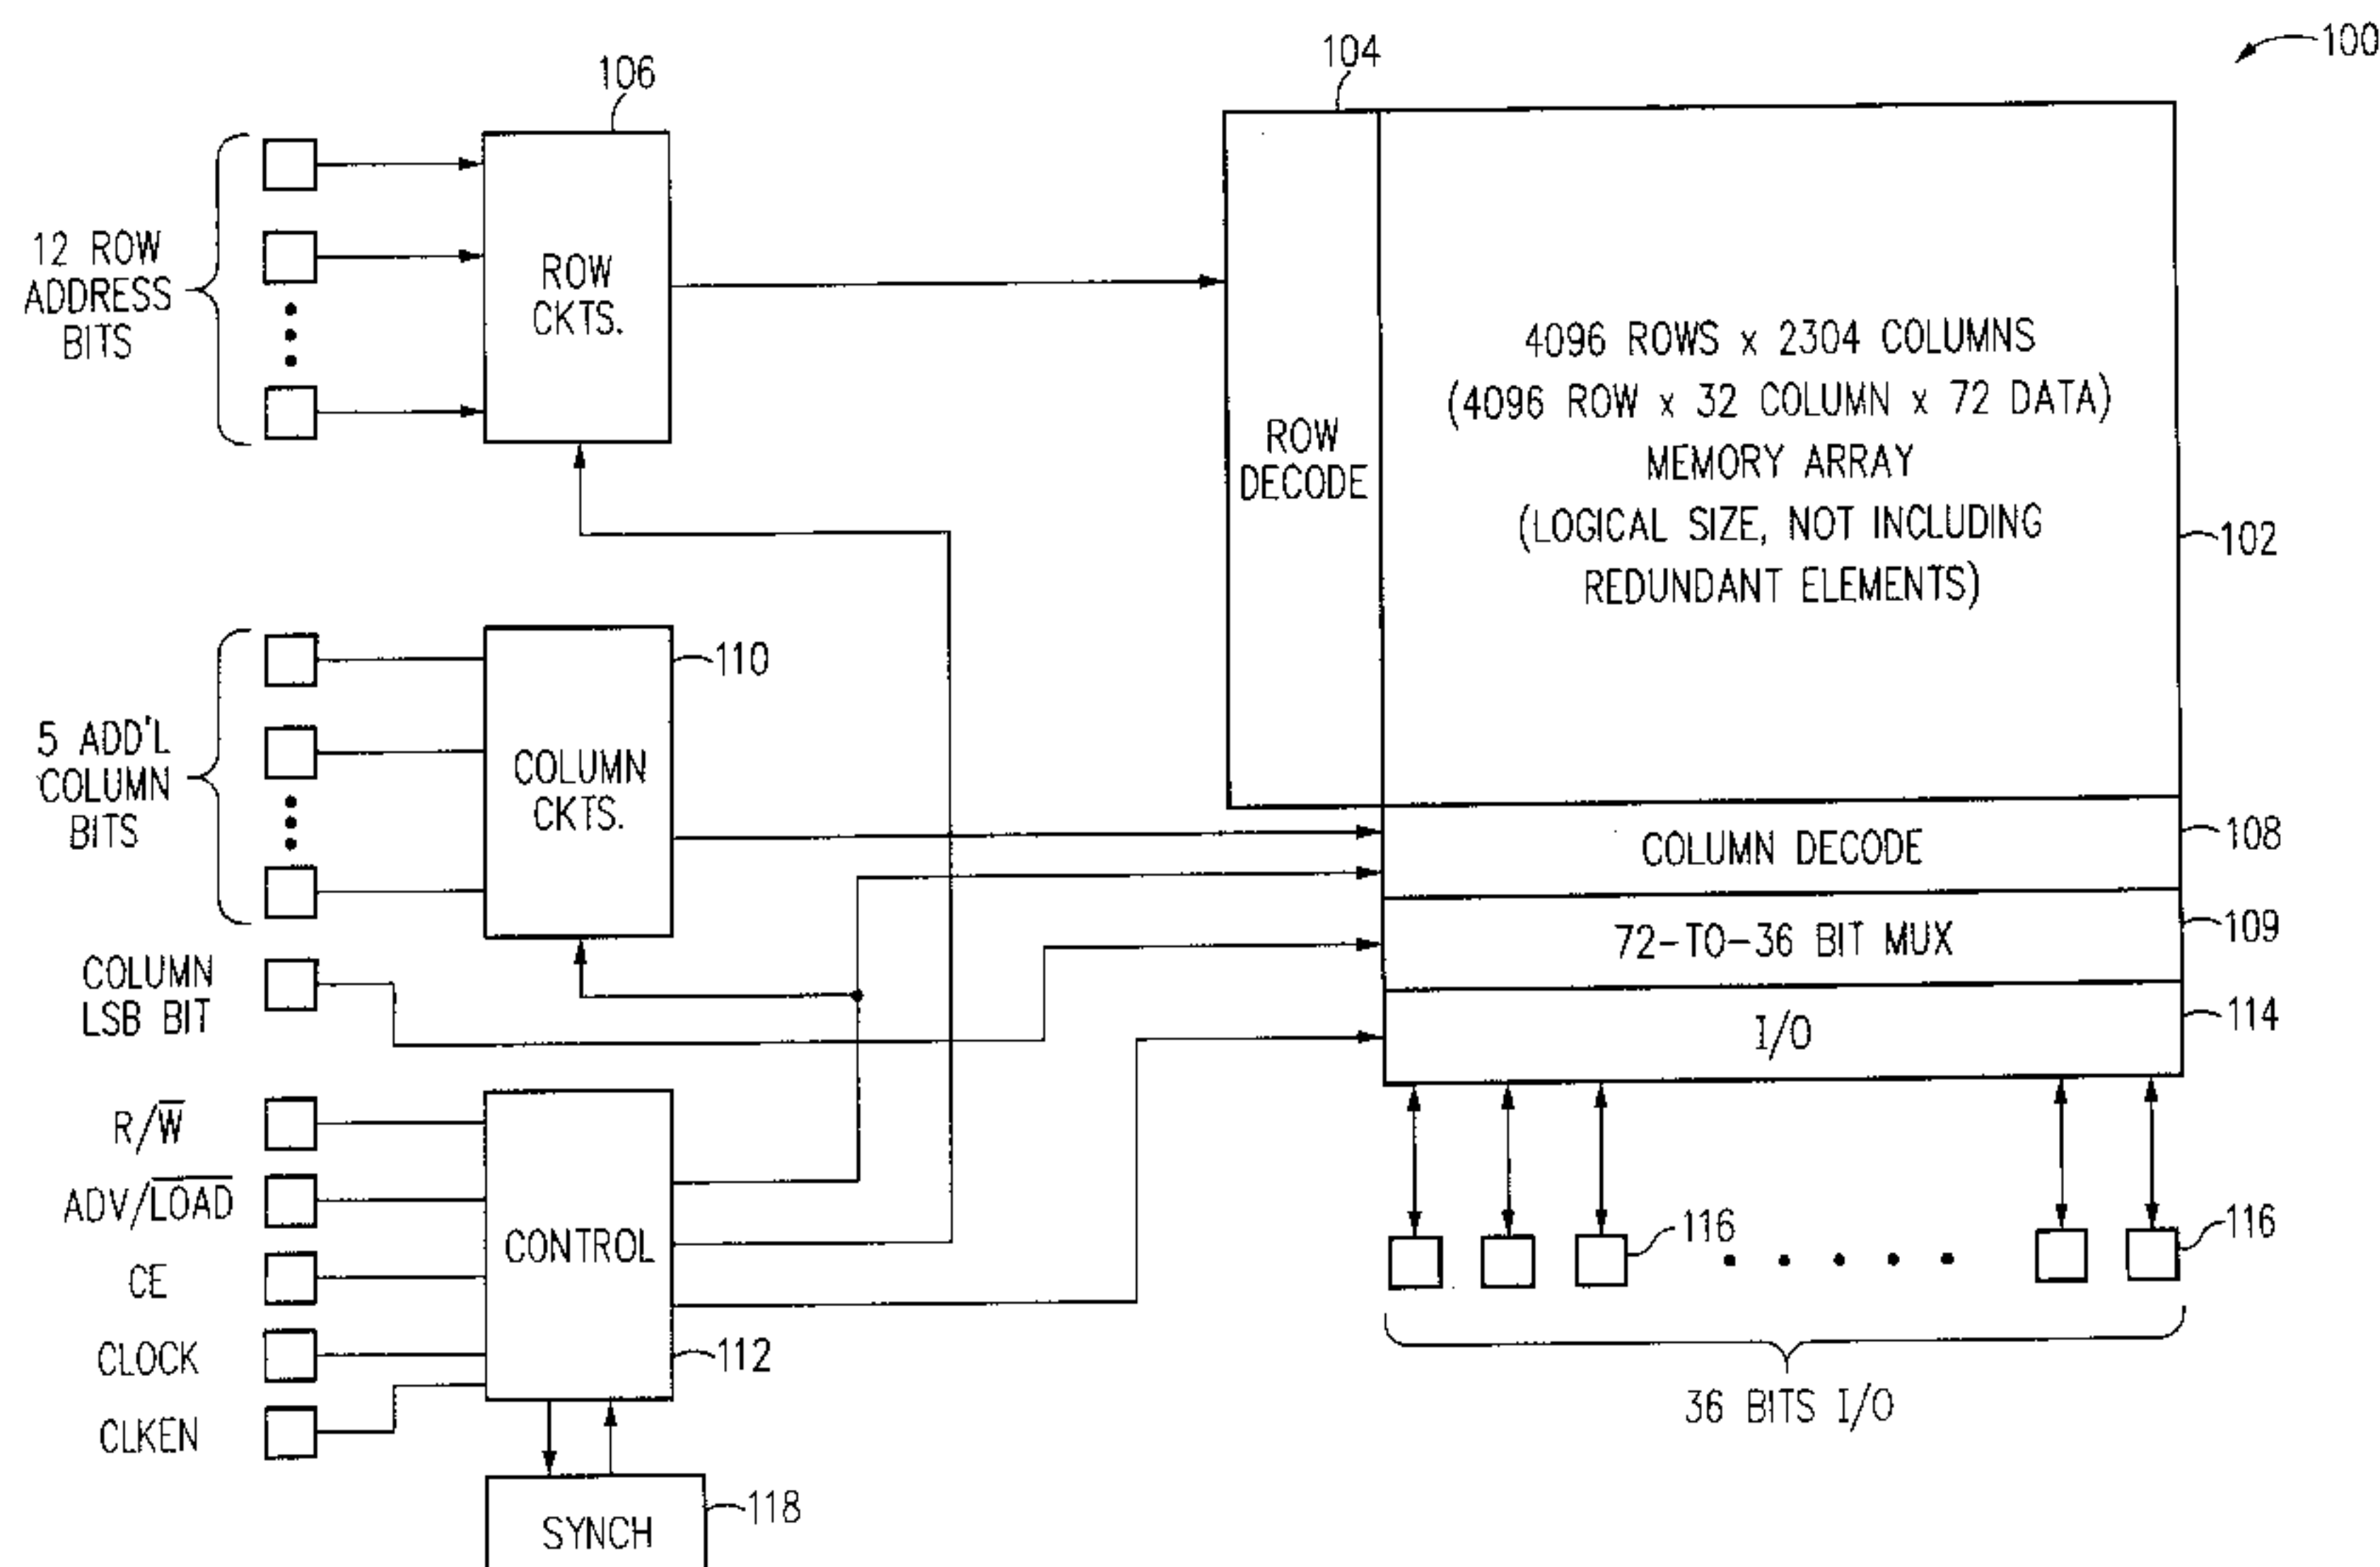 100
104
106
12 ROW
ADDRESS
BITS
ROW
CKTS.
ROW
DECODE
4096 ROWS x 2304 COLUMNS
(4096 ROW x 32 COLUMN x 72 DATA)
MEMORY ARRAY
(LOGICAL SIZE, NOT INCLUDING
REDUNDANT ELEMENTS)
102
110
5 ADD'L
COLUMN
BITS
COLUMN
CKTS.
COLUMN DECODE
108
72-TO-36 BIT MUX
109
COLUMN
LSB BIT
I/O
114
R/W̅
ADV/L̅O̅A̅D̅
CE
CLOCK
CLKEN
CONTROL
112
116
116
36 BITS I/O
SYNCH
118